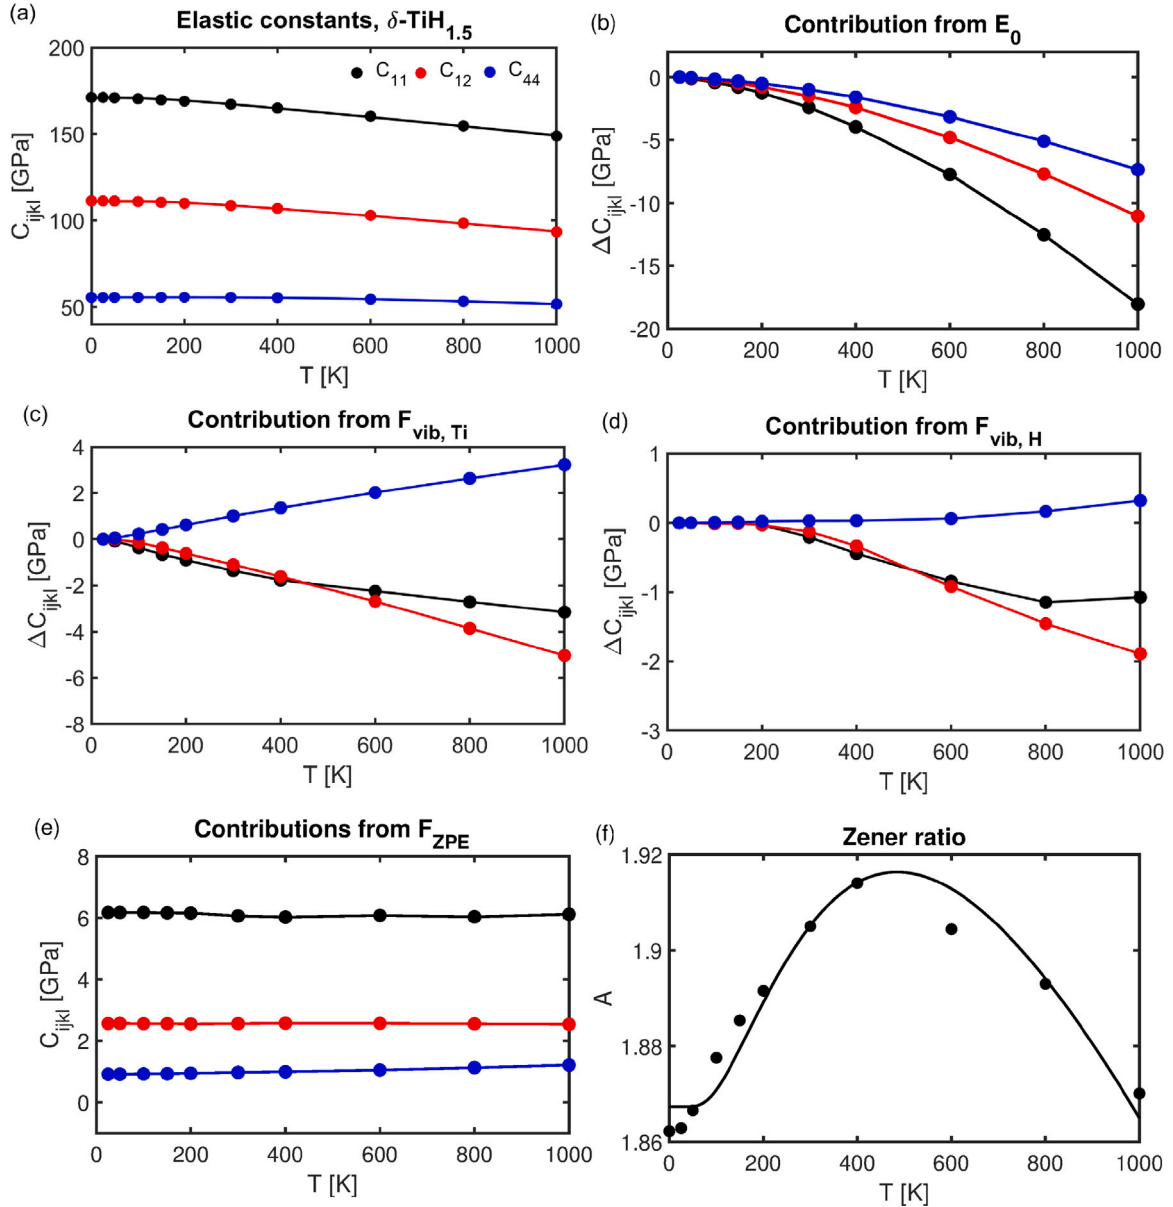 (a)
Elastic constants, δ-TiH1.5
C11 C12 C44
200
150
100
50
Cijkl [GPa]
0 200 400 600 800 1000
T [K]
(b)
Contribution from E0
0
-5
-10
-15
-20
ΔCijkl [GPa]
0 200 400 600 800 1000
T [K]
(c)
Contribution from Fvib, Ti
4
2
0
-2
-4
-6
-8
ΔCijkl [GPa]
0 200 400 600 800 1000
T [K]
(d)
Contribution from Fvib, H
1
0
-1
-2
-3
ΔCijkl [GPa]
0 200 400 600 800 1000
T [K]
(e)
Contributions from FZPE
8
6
4
2
0
Cijkl [GPa]
0 200 400 600 800 1000
T [K]
(f)
Zener ratio
1.92
1.9
1.88
1.86
A
0 200 400 600 800 1000
T [K]